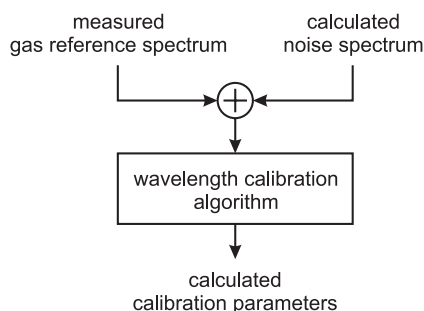 measured
gas reference spectrum
calculated
noise spectrum
wavelength calibration
algorithm
calculated
calibration parameters